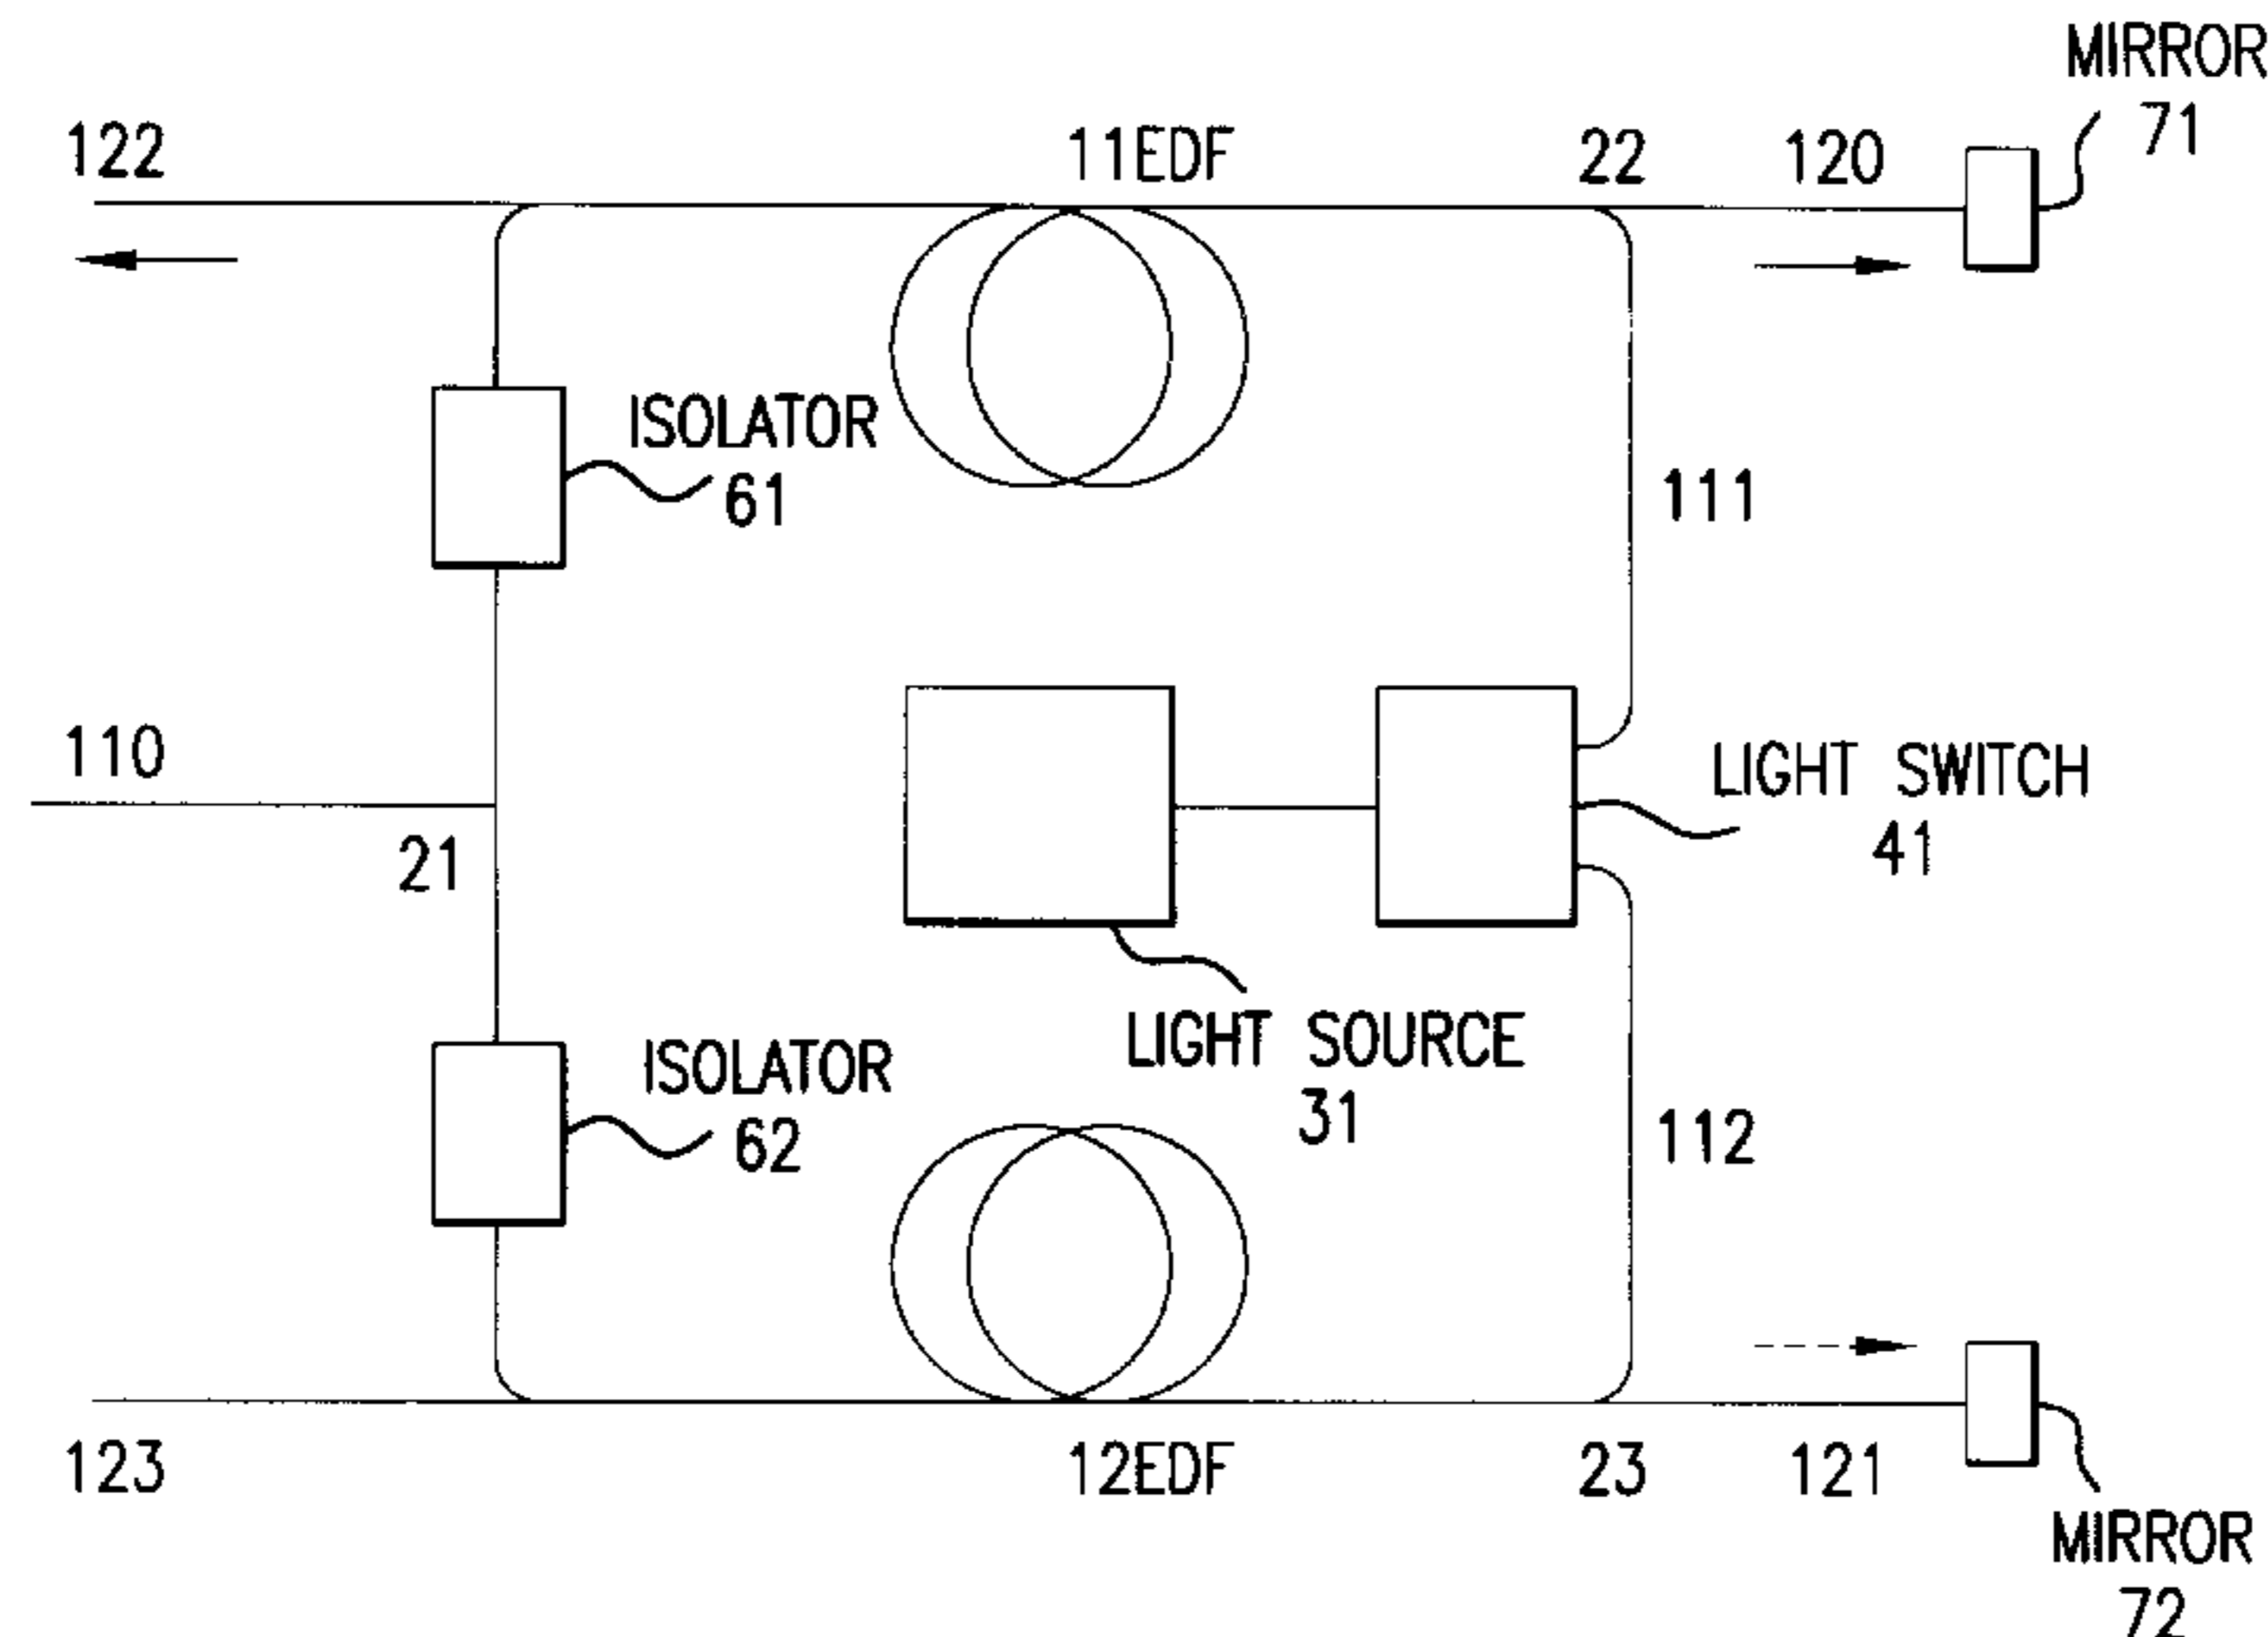 MIRROR
71
122
11EDF
22
120
ISOLATOR
61
111
110
21
LIGHT SWITCH
41
LIGHT SOURCE
31
ISOLATOR
62
112
123
12EDF
23
121
MIRROR
72